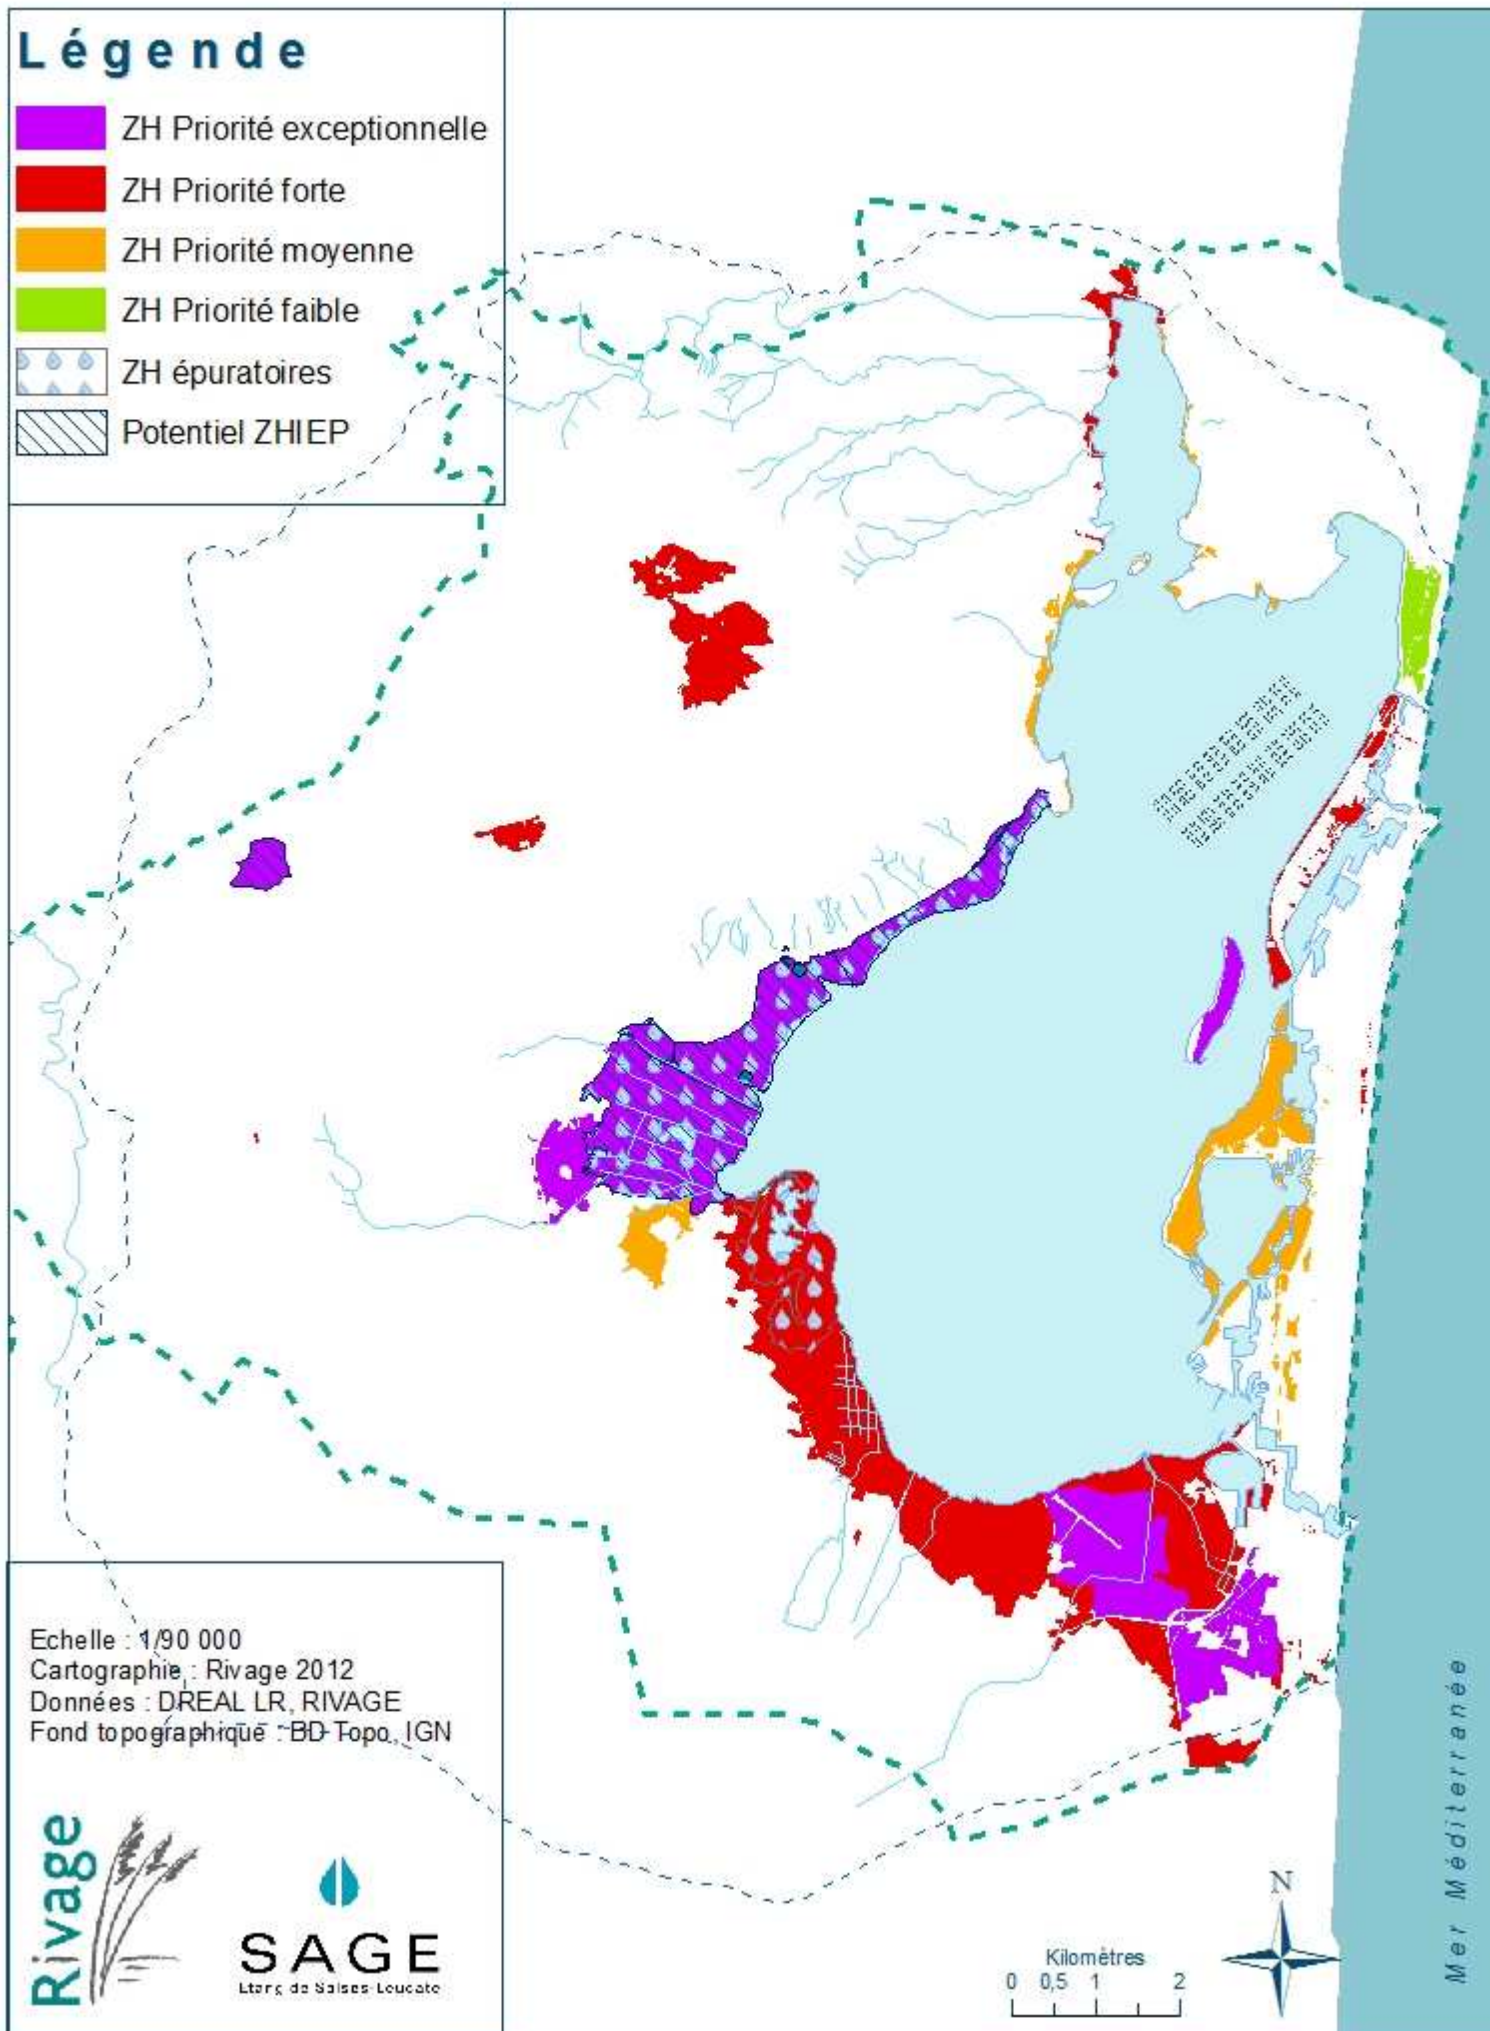 Légende
ZH Priorité exceptionnelle
ZH Priorité forte
ZH Priorité moyenne
ZH Priorité faible
ZH épuratoires
Potentiel ZHIEP
Echelle : 1/90 000
Cartographie : Rivage 2012
Données : DREAL LR, RIVAGE
Fond topographique : BD Topo, IGN
Rivage
SAGE
Etang de Salses-Leucate
N
Kilomètres
0 0,5 1 2
Mer Méditerranée